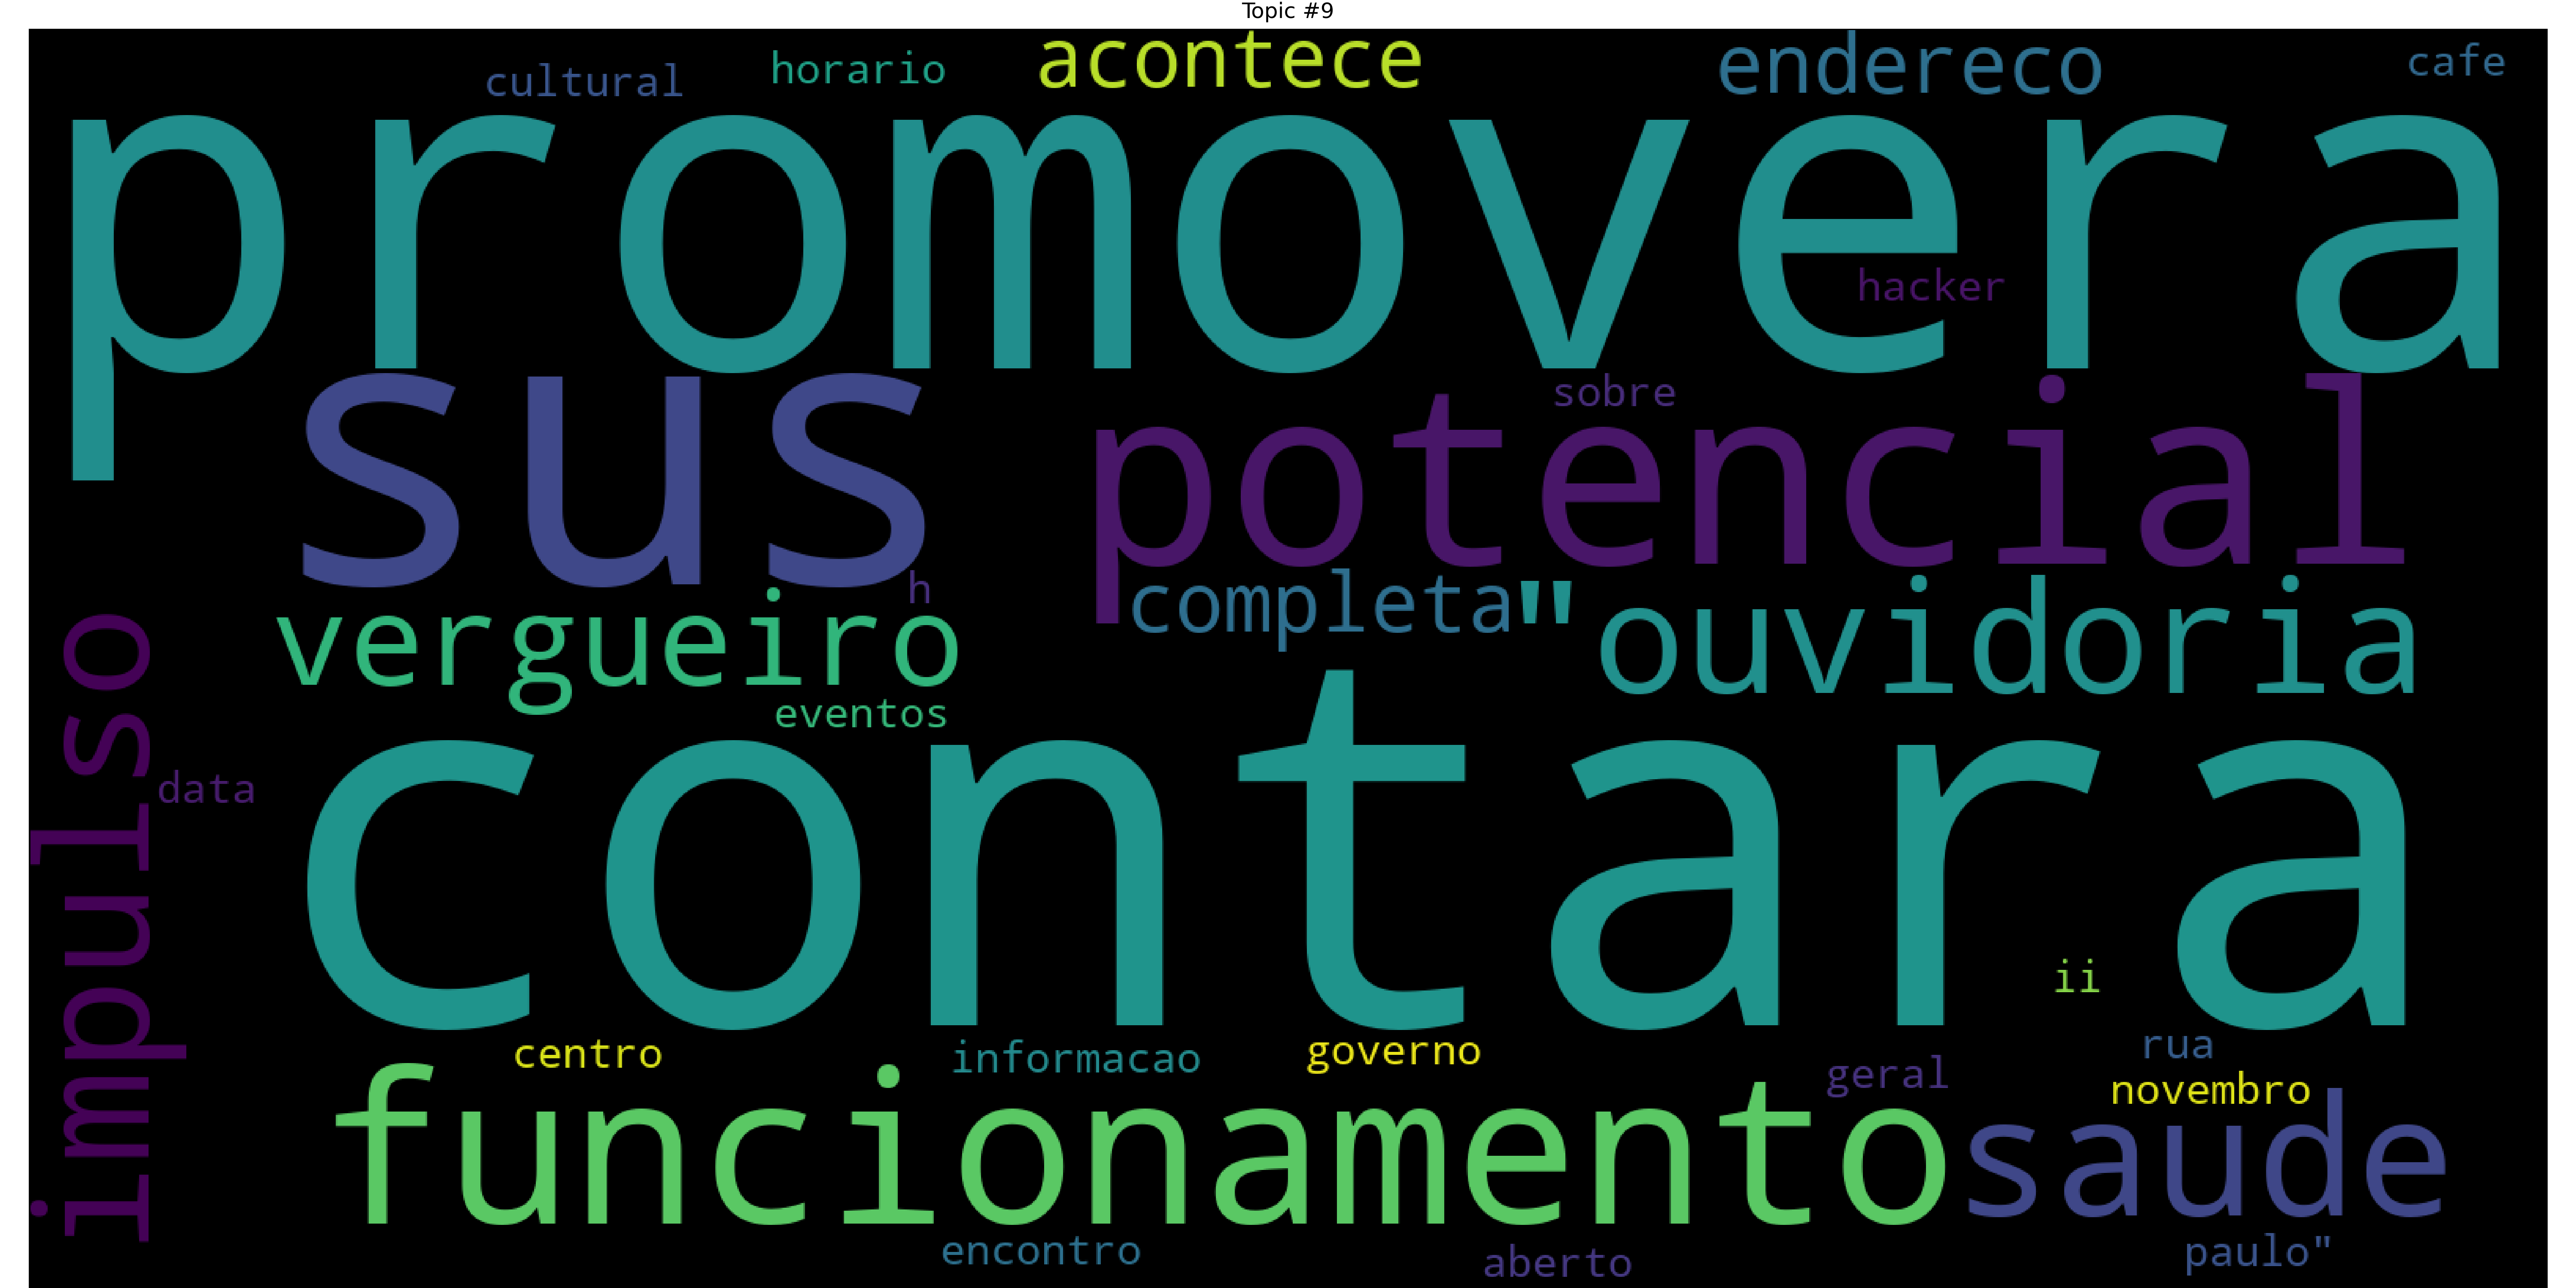 Topic #9
cultural horario acontece endereco cafe
promovera
hacker
sus potencial
sobre
h completa "ouvidoria
vergueiro
eventos
impulso
data
contara
ii
centro informacao governo geral rua
novembro
funcionamento saude
encontro aberto paulo"